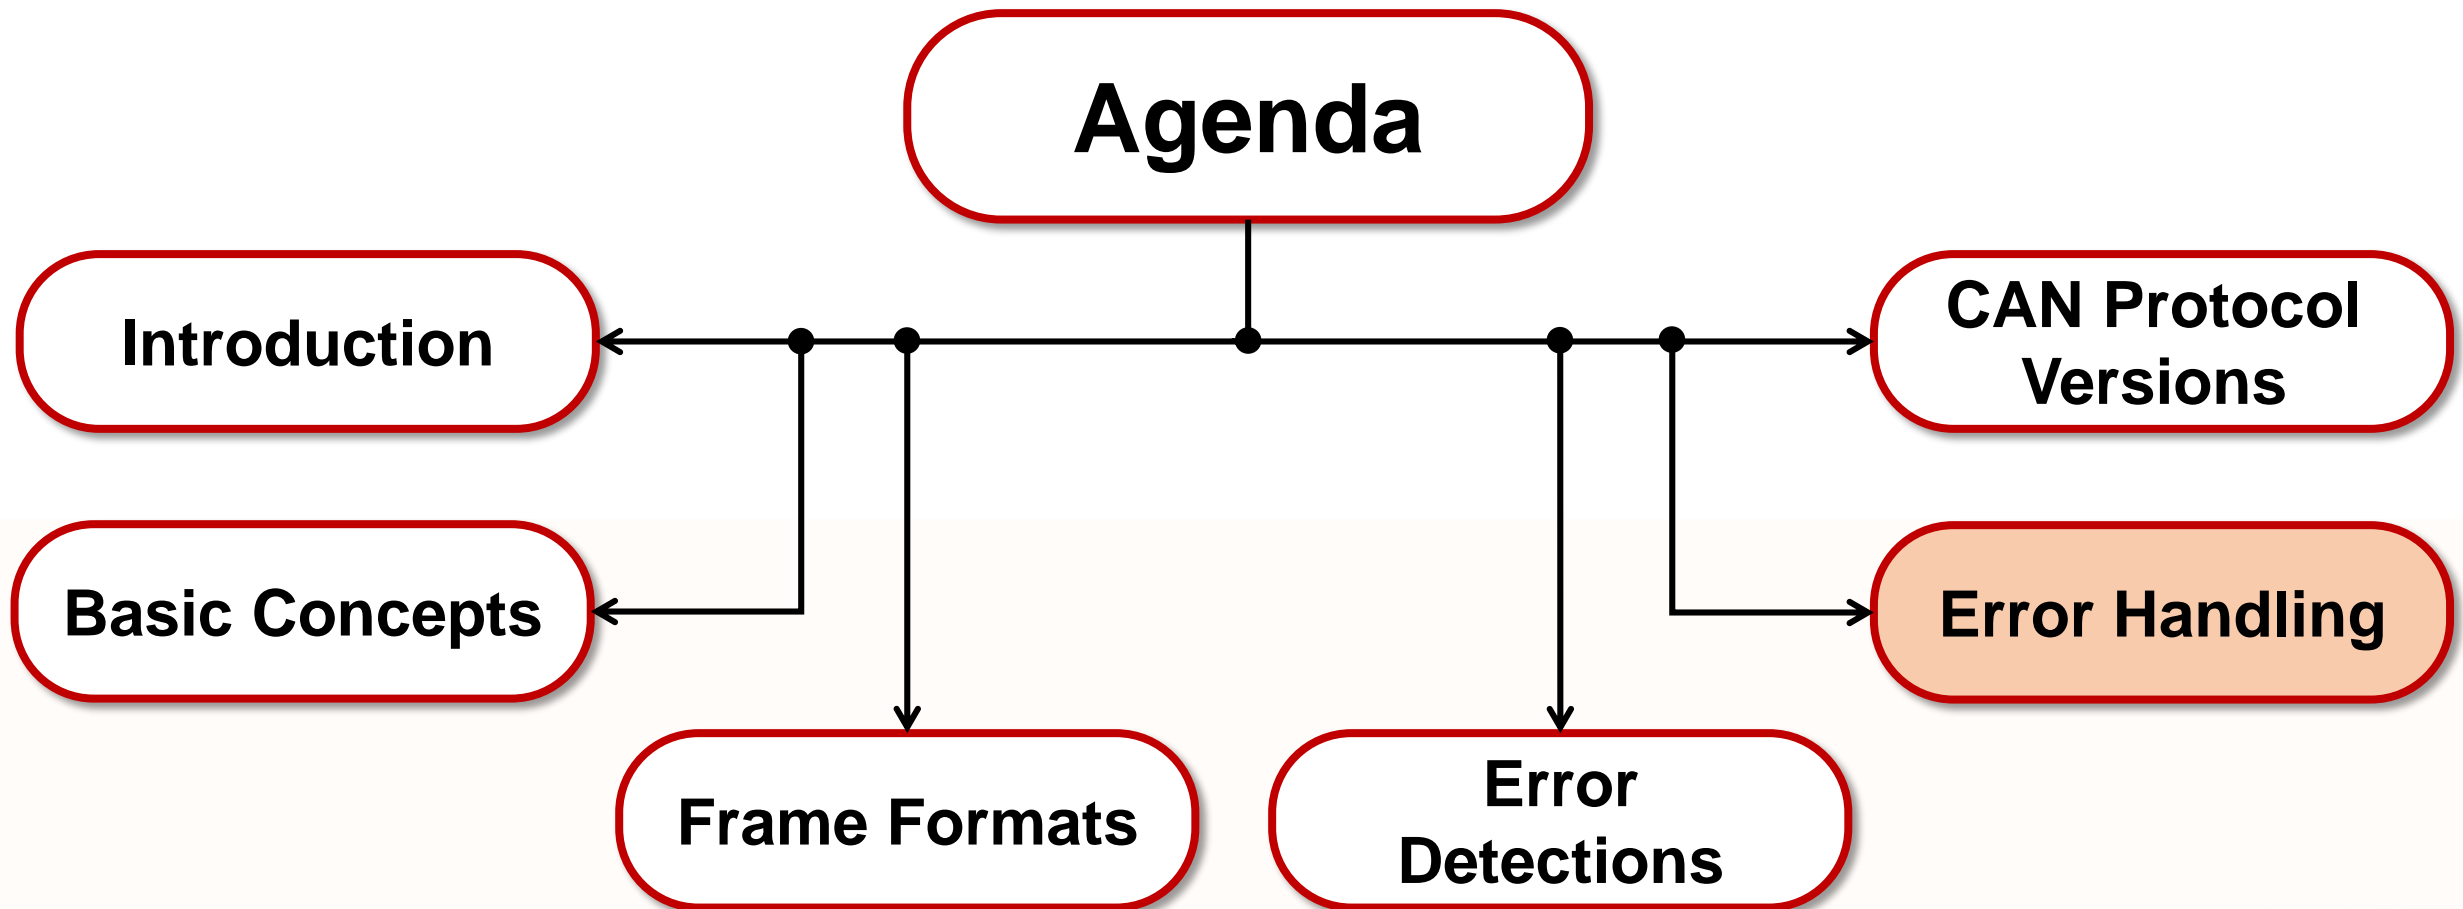 Agenda
Introduction
CAN Protocol
Versions
Basic Concepts
Error Handling
Frame Formats
Error
Detections